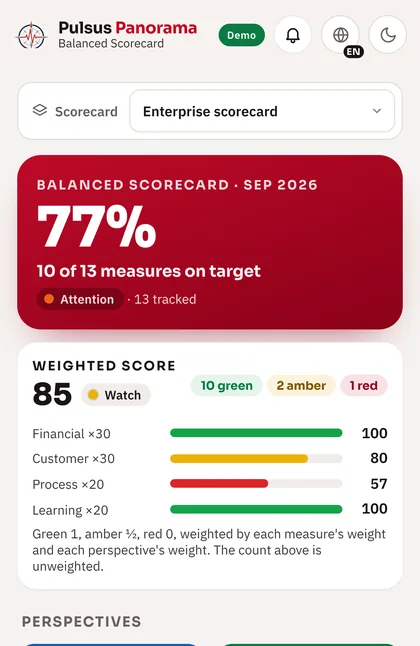 Pulsus Panorama
Balanced Scorecard
Demo
EN
Scorecard
Enterprise scorecard
BALANCED SCORECARD · SEP 2026
77%
10 of 13 measures on target
Attention · 13 tracked
WEIGHTED SCORE
85 Watch
10 green 2 amber 1 red
Financial ×30 100
Customer ×30 80
Process ×20 57
Learning ×20 100
Green 1, amber ½, red 0, weighted by each measure's weight
and each perspective's weight. The count above is
unweighted.
PERSPECTIVES